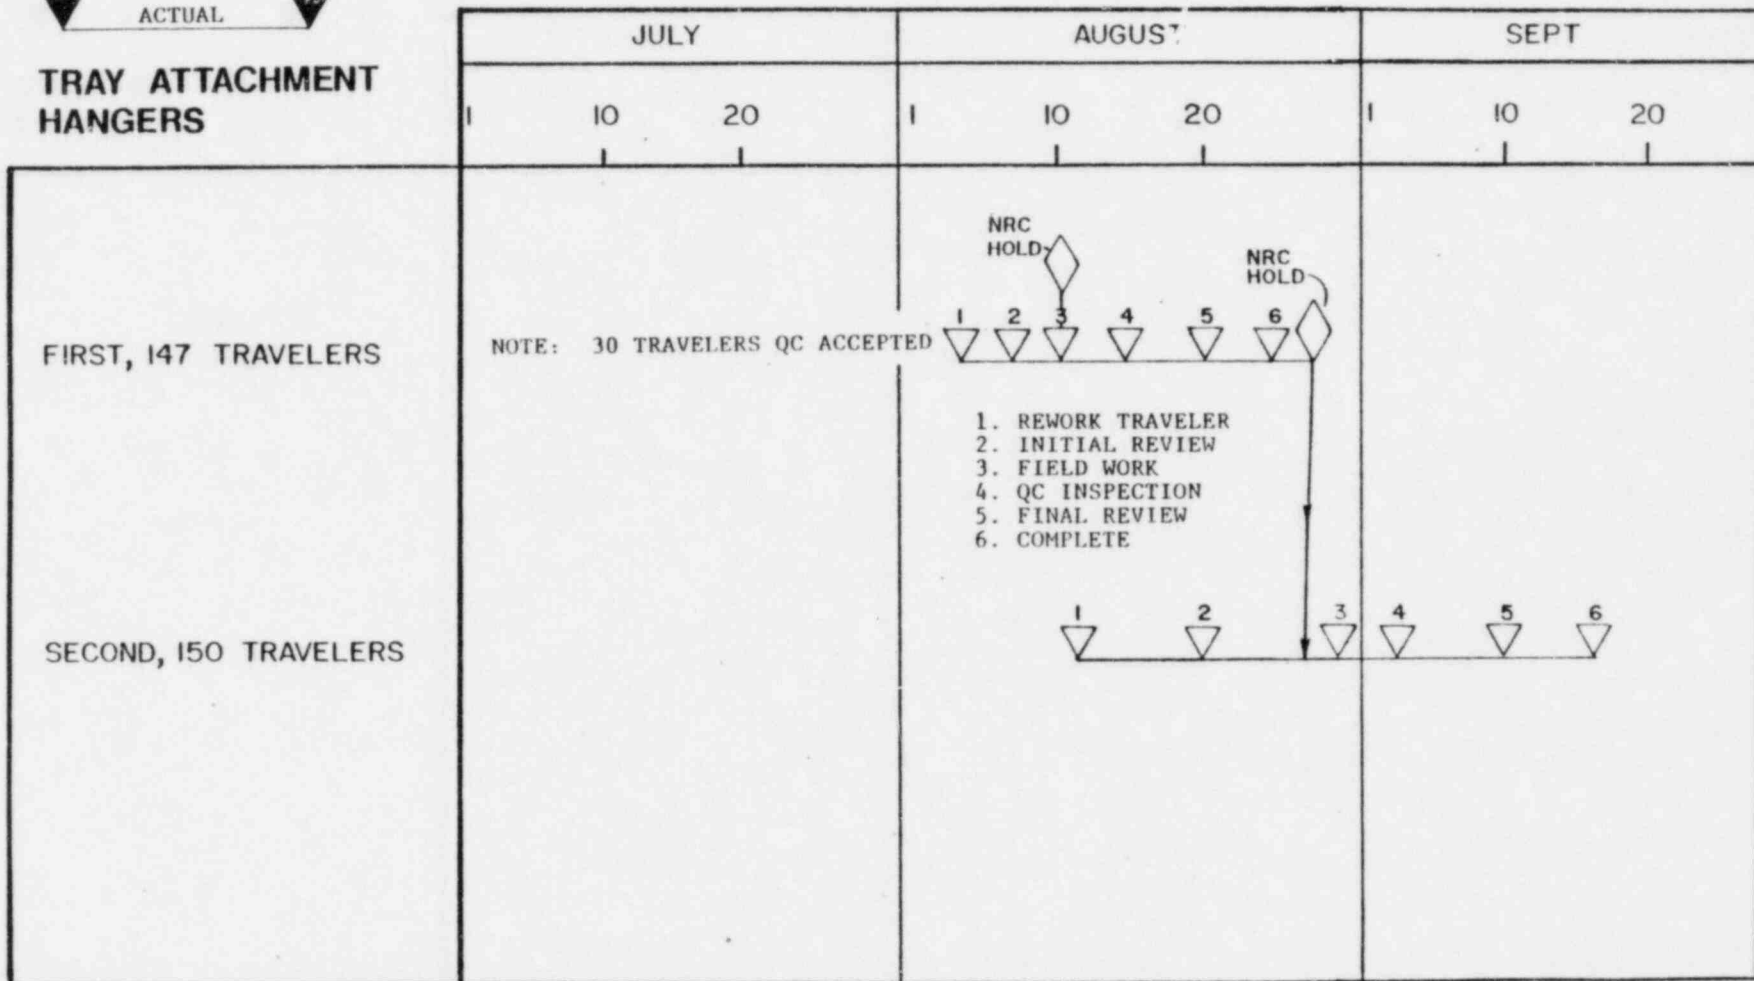 ACTUAL
TRAY ATTACHMENT
HANGERS
JULY AUGUST SEPT
1 10 20 1 10 20 1 10 20
NRC
HOLD
NRC
HOLD
1 2 3 4 5 6
FIRST, 147 TRAVELERS
NOTE: 30 TRAVELERS QC ACCEPTED
1. REWORK TRAVELER
2. INITIAL REVIEW
3. FIELD WORK
4. QC INSPECTION
5. FINAL REVIEW
6. COMPLETE
1 2 3 4 5 6
SECOND, 150 TRAVELERS